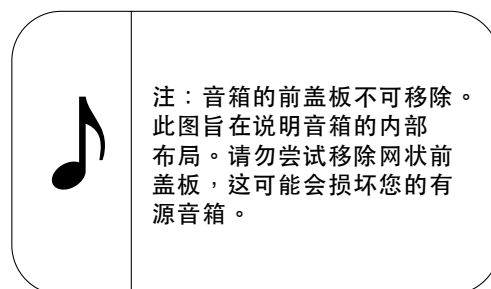 注：音箱的前盖板不可移除。
此图旨在说明音箱的内部
布局。请勿尝试移除网状前
盖板，这可能会损坏您的有
源音箱。